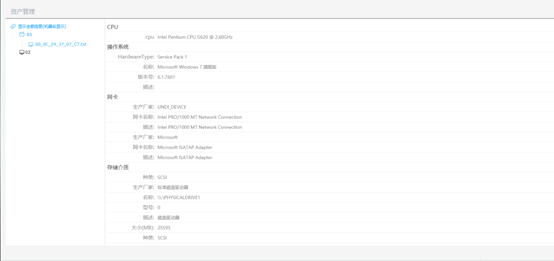 资产管理
显示全部信息(凭最后显示)
03
00_0C_29_37_07_C7.txt
02
CPU
cpu: Intel Pentium CPU G620 @ 2.60GHz
操作系统
HardwareType: Service Pack 1
名称: Microsoft Windows 7 旗舰版
版本号: 6.1.7601
描述:
网卡
生产厂家: UNDI_DEVICE
网卡名称: Intel PRO/1000 MT Network Connection
描述: Intel PRO/1000 MT Network Connection
生产厂家: Microsoft
网卡名称: Microsoft ISATAP Adapter
描述: Microsoft ISATAP Adapter
存储介质
种类: SCSI
生产厂家: 标准磁盘驱动器
名称: \\.\PHYSICALDRIVE1
型号: 0
描述: 磁盘驱动器
大小(MB): 25595
种类: SCSI